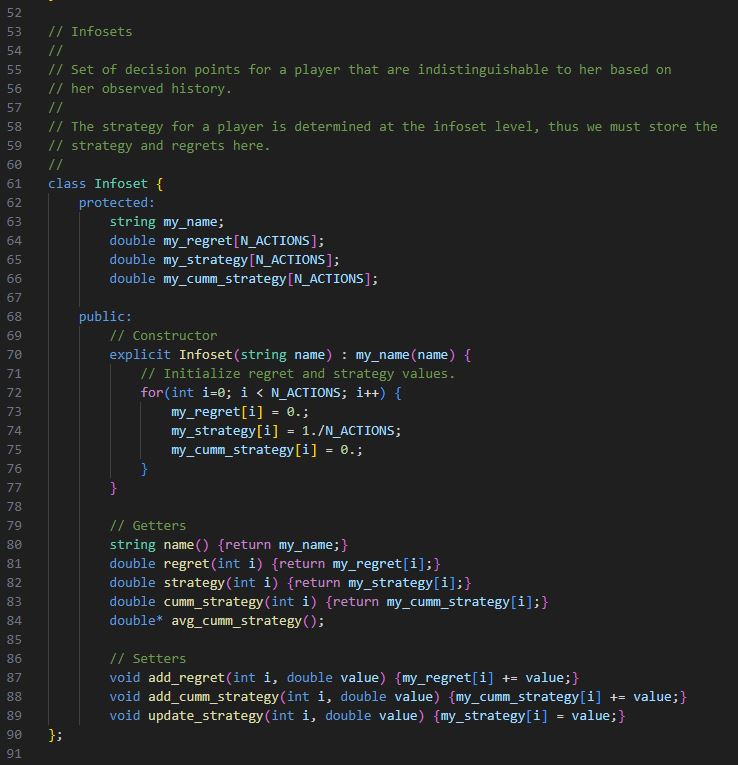 52
53 // Infosets
54 //
55 // Set of decision points for a player that are indistinguishable to her based on
56 // her observed history.
57 //
58 // The strategy for a player is determined at the infoset level, thus we must store the
59 // strategy and regrets here.
60 //
61 class Infoset {
62     protected:
63         string my_name;
64         double my_regret[N_ACTIONS];
65         double my_strategy[N_ACTIONS];
66         double my_cumm_strategy[N_ACTIONS];
67
68     public:
69         // Constructor
70         explicit Infoset(string name) : my_name(name) {
71             // Initialize regret and strategy values.
72             for(int i=0; i < N_ACTIONS; i++) {
73                 my_regret[i] = 0.;
74                 my_strategy[i] = 1./N_ACTIONS;
75                 my_cumm_strategy[i] = 0.;
76             }
77         }
78
79         // Getters
80         string name() {return my_name;}
81         double regret(int i) {return my_regret[i];}
82         double strategy(int i) {return my_strategy[i];}
83         double cumm_strategy(int i) {return my_cumm_strategy[i];}
84         double* avg_cumm_strategy();
85
86         // Setters
87         void add_regret(int i, double value) {my_regret[i] += value;}
88         void add_cumm_strategy(int i, double value) {my_cumm_strategy[i] += value;}
89         void update_strategy(int i, double value) {my_strategy[i] = value;}
90 };
91